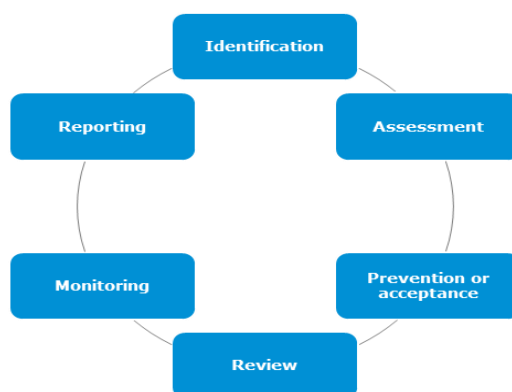 Identification
Assessment
Prevention or
acceptance
Review
Monitoring
Reporting